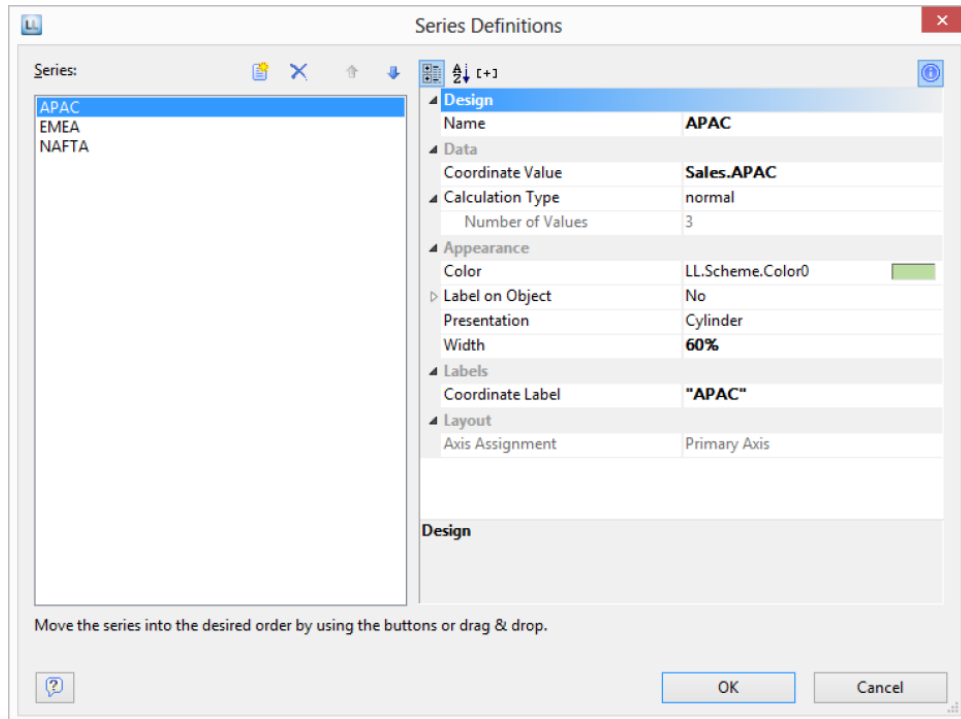 LL
Series Definitions
Series:
A
Z
[+]
APAC
EMEA
NAFTA
Design
Name APAC
Data
Coordinate Value Sales.APAC
Calculation Type normal
Number of Values 3
Appearance
Color LL.Scheme.Color0
Label on Object No
Presentation Cylinder
Width 60%
Labels
Coordinate Label "APAC"
Layout
Axis Assignment Primary Axis
Design
Move the series into the desired order by using the buttons or drag & drop.
OK Cancel